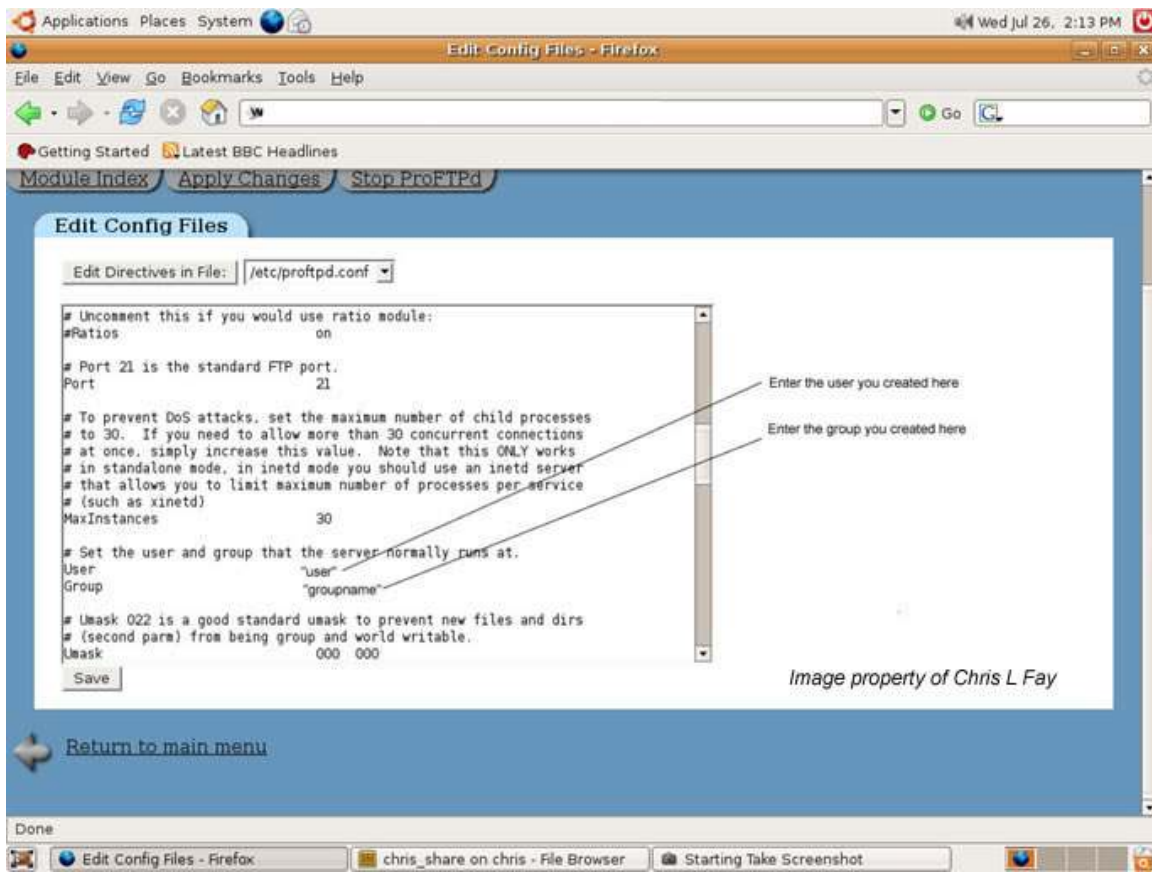 Applications Places System
Wed Jul 26, 2:13 PM
Edit Config Files - Firefox
File Edit View Go Bookmarks Tools Help
Go
Getting Started Latest BBC Headlines
Module Index Apply Changes Stop ProFTPd
Edit Config Files
Edit Directives in File: /etc/proftpd.conf
# Uncomment this if you would use ratio module:
#Ratios on
# Port 21 is the standard FTP port.
Port 21
Enter the user you created here
# To prevent DoS attacks, set the maximum number of child processes
# to 30. If you need to allow more than 30 concurrent connections
Enter the group you created here
# at once, simply increase this value. Note that this ONLY works
# in standalone mode, in inetd mode you should use an inetd server
# that allows you to limit maximum number of processes per service
# (such as xinetd)
MaxInstances 30
# Set the user and group that the server normally runs at.
User "user"
Group "groupname"
# Umask 022 is a good standard umask to prevent new files and dirs
# (second parm) from being group and world writable.
Umask 000 000
Save
Image property of Chris L Fay
Return to main menu
Done
Edit Config Files - Firefox
chris_share on chris - File Browser
Starting Take Screenshot